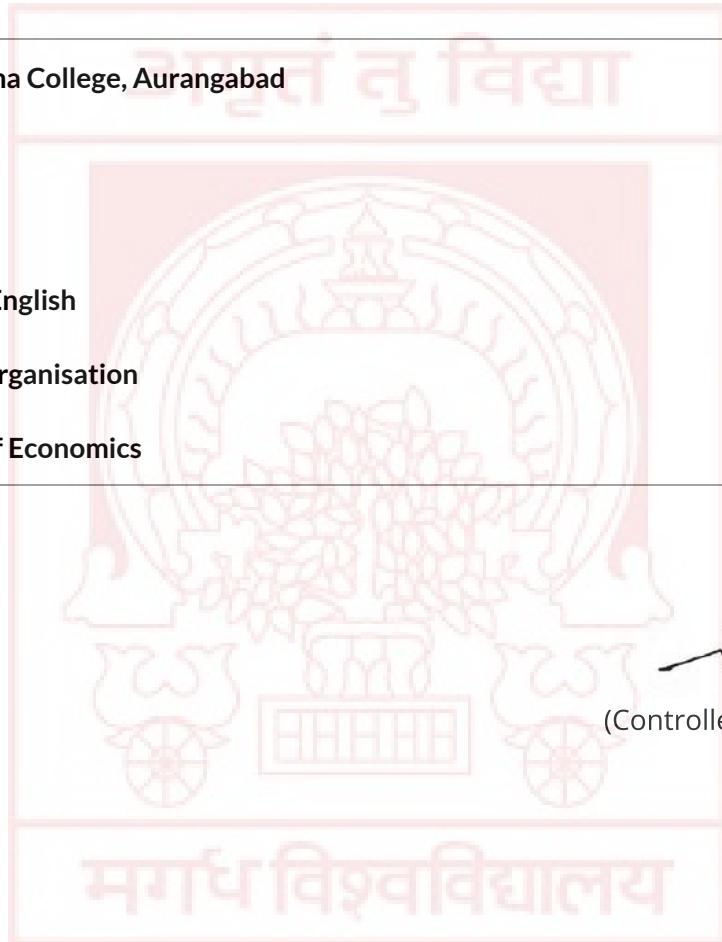 अमृतं तु विद्या
na College, Aurangabad
English
rganisation
f Economics
(Controlle
मगध विश्वविद्यालय